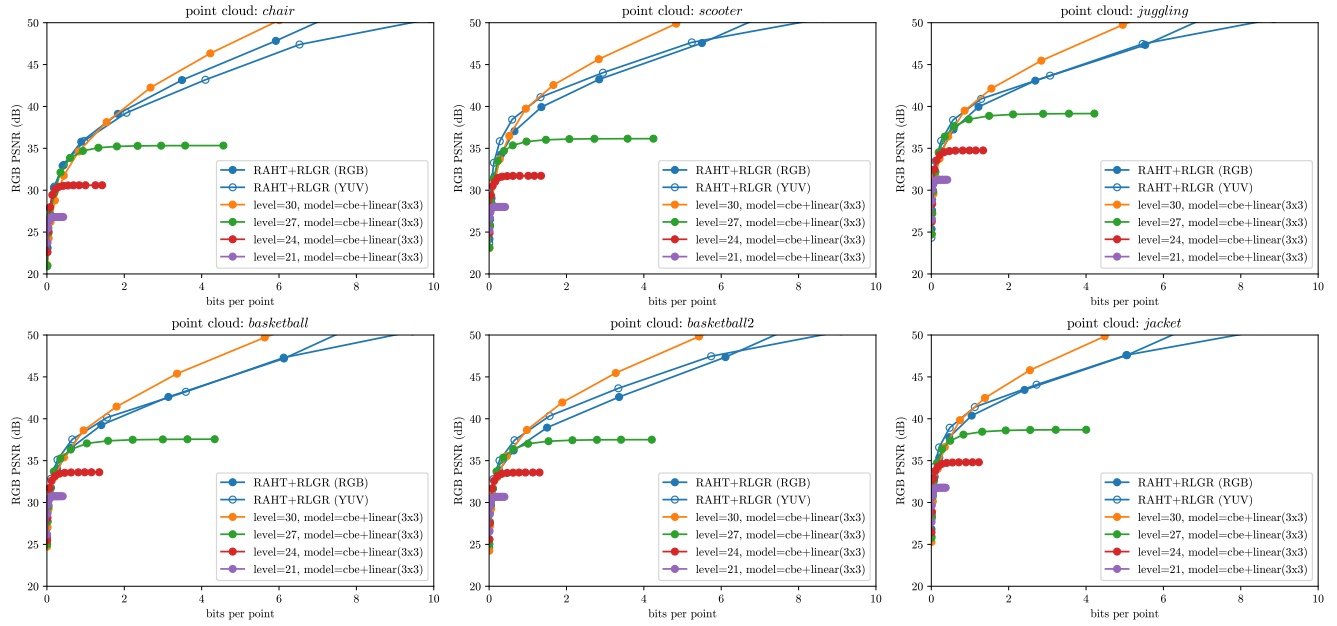 point cloud: chair
RGB PSNR (dB)
50
45
40
35
30
25
20
RAHT+RLGR (RGB)
RAHT+RLGR (YUV)
level=30, model=cbe+linear(3x3)
level=27, model=cbe+linear(3x3)
level=24, model=cbe+linear(3x3)
level=21, model=cbe+linear(3x3)
0 2 4 6 8 10
bits per point
point cloud: scooter
RGB PSNR (dB)
50
45
40
35
30
25
20
RAHT+RLGR (RGB)
RAHT+RLGR (YUV)
level=30, model=cbe+linear(3x3)
level=27, model=cbe+linear(3x3)
level=24, model=cbe+linear(3x3)
level=21, model=cbe+linear(3x3)
0 2 4 6 8 10
bits per point
point cloud: juggling
RGB PSNR (dB)
50
45
40
35
30
25
20
RAHT+RLGR (RGB)
RAHT+RLGR (YUV)
level=30, model=cbe+linear(3x3)
level=27, model=cbe+linear(3x3)
level=24, model=cbe+linear(3x3)
level=21, model=cbe+linear(3x3)
0 2 4 6 8 10
bits per point
point cloud: basketball
RGB PSNR (dB)
50
45
40
35
30
25
20
RAHT+RLGR (RGB)
RAHT+RLGR (YUV)
level=30, model=cbe+linear(3x3)
level=27, model=cbe+linear(3x3)
level=24, model=cbe+linear(3x3)
level=21, model=cbe+linear(3x3)
0 2 4 6 8 10
bits per point
point cloud: basketball2
RGB PSNR (dB)
50
45
40
35
30
25
20
RAHT+RLGR (RGB)
RAHT+RLGR (YUV)
level=30, model=cbe+linear(3x3)
level=27, model=cbe+linear(3x3)
level=24, model=cbe+linear(3x3)
level=21, model=cbe+linear(3x3)
0 2 4 6 8 10
bits per point
point cloud: jacket
RGB PSNR (dB)
50
45
40
35
30
25
20
RAHT+RLGR (RGB)
RAHT+RLGR (YUV)
level=30, model=cbe+linear(3x3)
level=27, model=cbe+linear(3x3)
level=24, model=cbe+linear(3x3)
level=21, model=cbe+linear(3x3)
0 2 4 6 8 10
bits per point